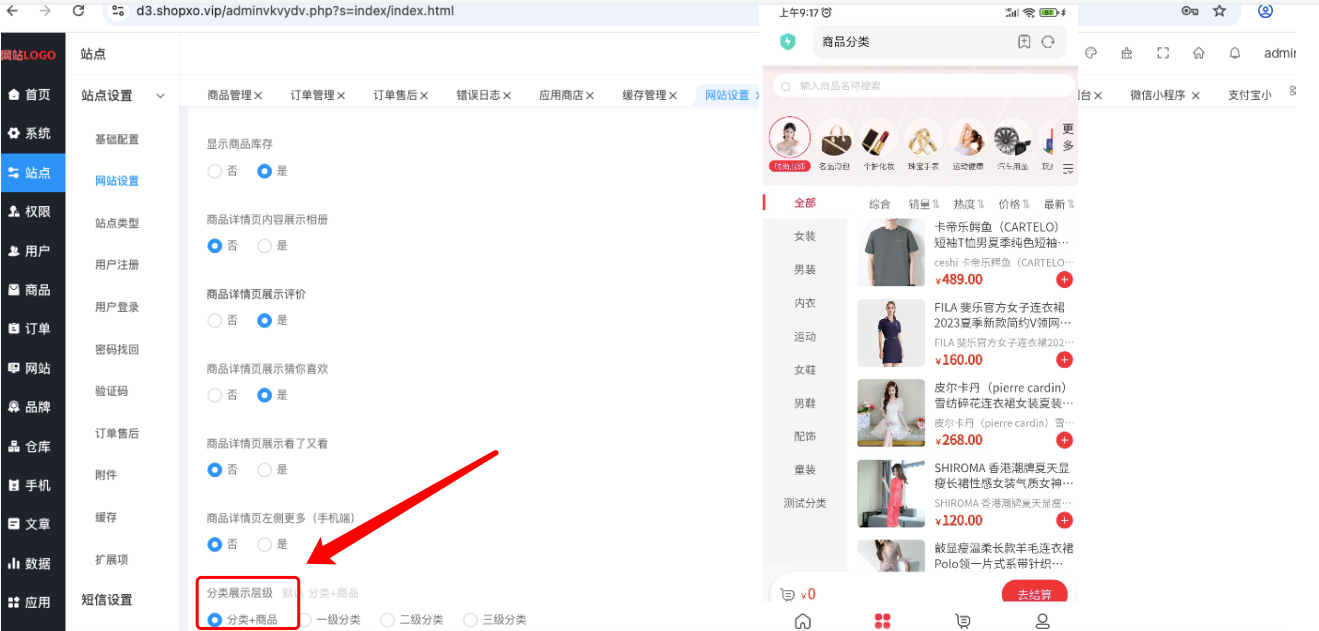 d3.shopxo.vip/adminvkvydv.php?s=index/index.html
网站LOGO
首页
系统
站点
权限
用户
商品
订单
网站
品牌
仓库
手机
文章
数据
应用
站点
站点设置
基础配置
网站设置
站点类型
用户注册
用户登录
密码找回
验证码
订单售后
附件
缓存
扩展项
短信设置
商品管理 订单管理 订单售后 错误日志 应用商店 缓存管理 网站设置
显示商品库存
否 是
商品详情页内容展示相册
否 是
商品详情页展示评价
否 是
商品详情页展示猜你喜欢
否 是
商品详情页展示看了又看
否 是
商品详情页左侧更多（手机端）
否 是
分类展示层级 默认 分类+商品
分类+商品 一级分类 二级分类 三级分类
上午9:17
商品分类
输入商品名称搜索
时尚服饰 名品潮包 个护化妆 珠宝手表 运动健康 汽车用品
更多
全部
女装
男装
内衣
运动
女鞋
男鞋
配饰
童装
测试分类
综合 销量 热度 价格 最新
卡帝乐鳄鱼（CARTELO）
短袖T恤男夏季纯色短袖…
ceshi 卡帝乐鳄鱼（CARTELO…
¥489.00
FILA 斐乐官方女子连衣裙
2023夏季新款简约V领网…
FILA 斐乐官方女子连衣裙202…
¥160.00
皮尔卡丹（pierre cardin）
雪纺碎花连衣裙女装夏装…
皮尔卡丹（pierre cardin）雪…
¥268.00
SHIROMA 香港潮牌夏天显
瘦长裙性感女装气质女神…
SHIROMA 香港潮牌夏天显瘦…
¥120.00
敲显瘦温柔长款羊毛连衣裙
Polo领一片式系带针织…
¥0
去结算
admin
台 微信小程序 支付宝小